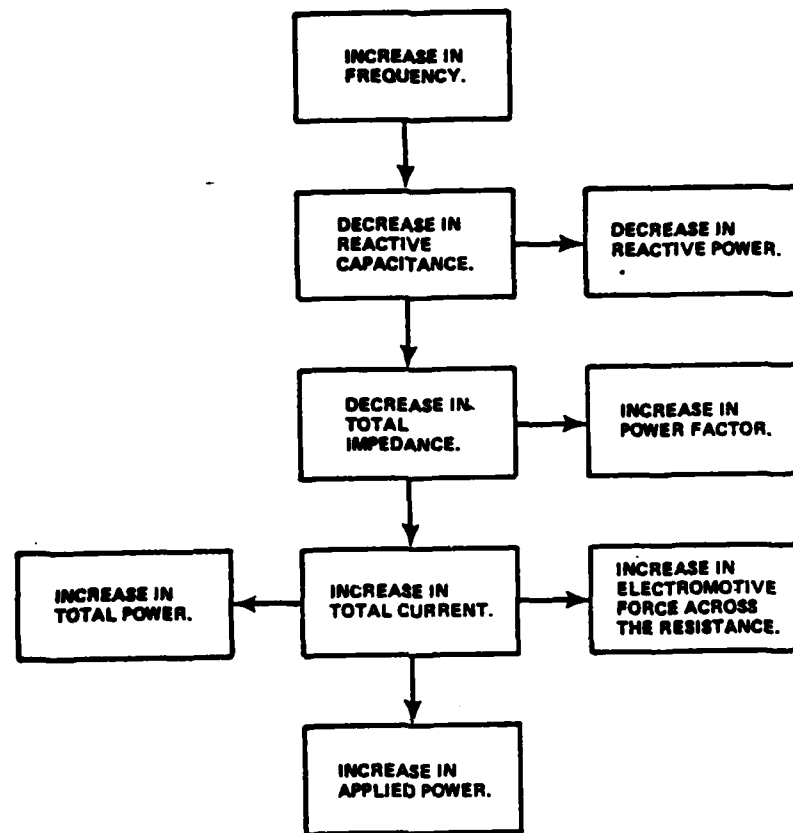 INCREASE IN
FREQUENCY.
DECREASE IN
REACTIVE
CAPACITANCE.
DECREASE IN
REACTIVE POWER.
DECREASE IN
TOTAL
IMPEDANCE.
INCREASE IN
POWER FACTOR.
INCREASE IN
TOTAL POWER.
INCREASE IN
TOTAL CURRENT.
INCREASE IN
ELECTROMOTIVE
FORCE ACROSS
THE RESISTANCE.
INCREASE IN
APPLIED POWER.